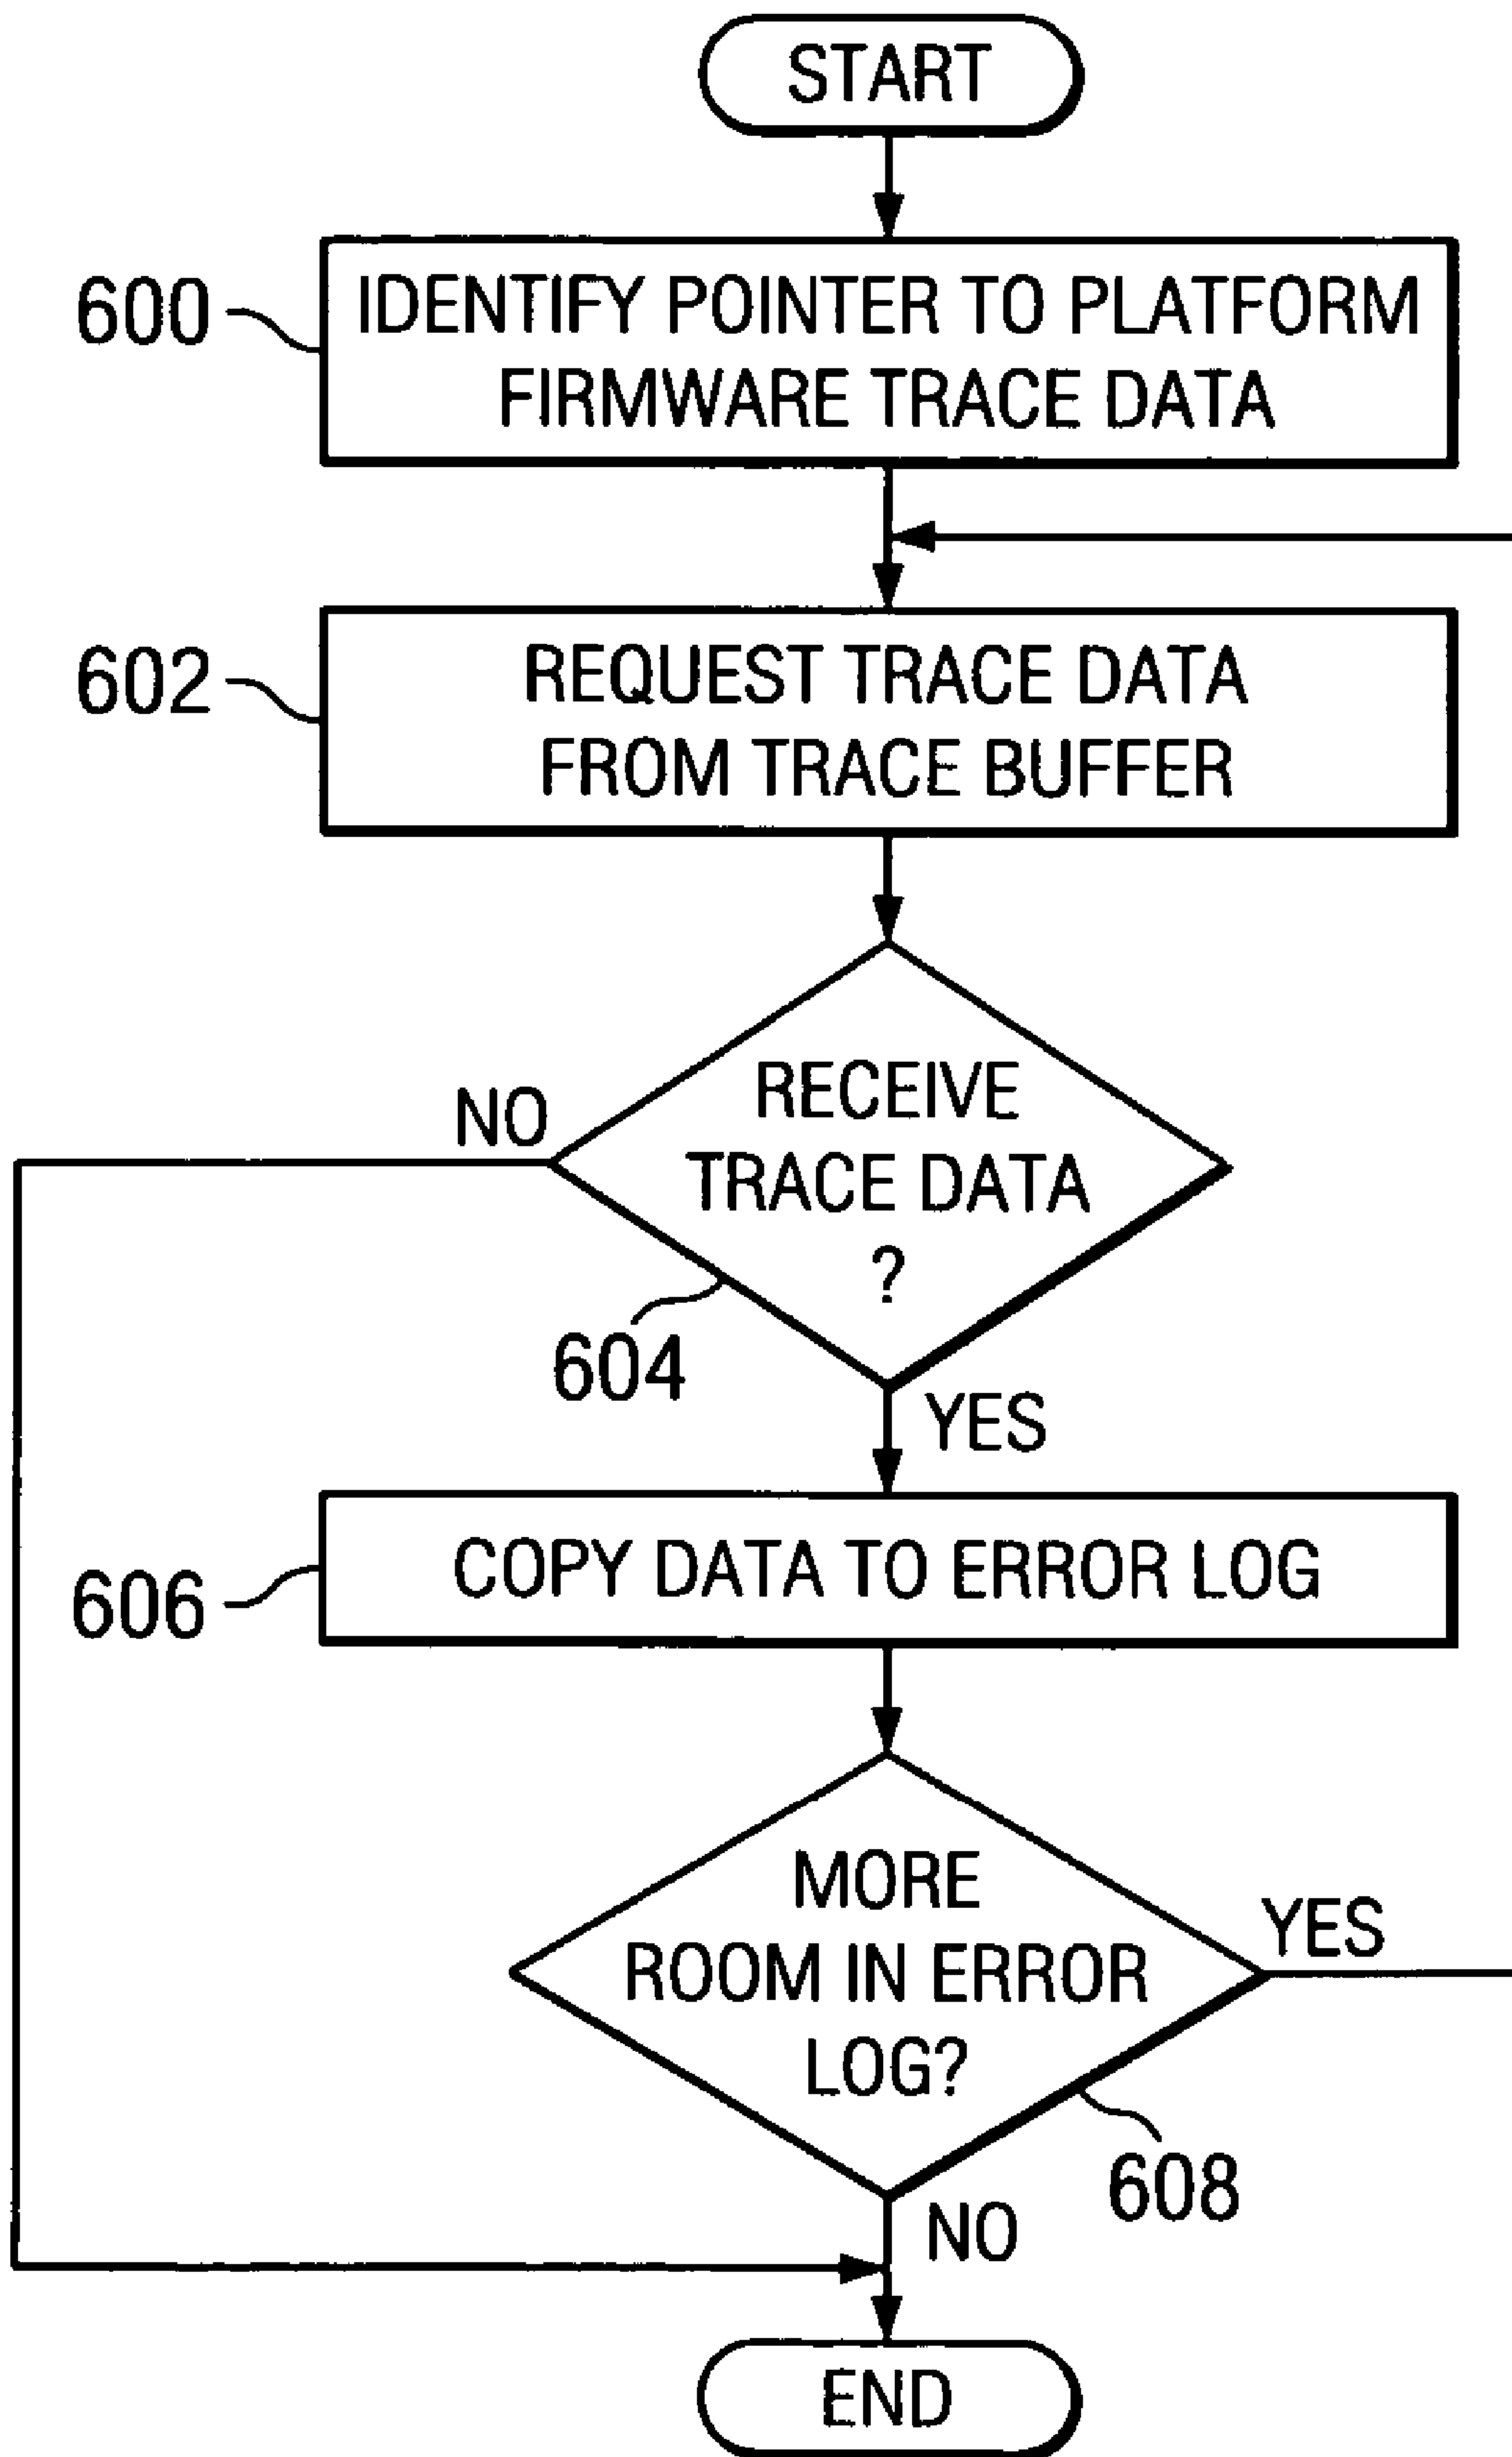 START
600
IDENTIFY POINTER TO PLATFORM
FIRMWARE TRACE DATA
602
REQUEST TRACE DATA
FROM TRACE BUFFER
NO
RECEIVE
TRACE DATA
?
604
YES
606
COPY DATA TO ERROR LOG
MORE
ROOM IN ERROR
LOG?
YES
608
NO
END